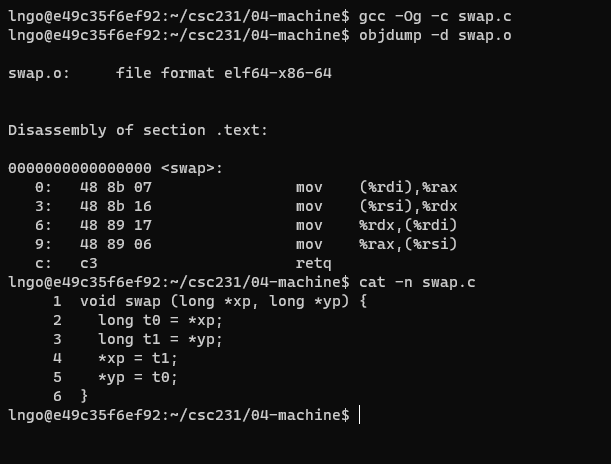 lngo@e49c35f6ef92:~/csc231/04-machine$ gcc -Og -c swap.c
lngo@e49c35f6ef92:~/csc231/04-machine$ objdump -d swap.o

swap.o:     file format elf64-x86-64


Disassembly of section .text:

0000000000000000 <swap>:
   0:   48 8b 07                mov    (%rdi),%rax
   3:   48 8b 16                mov    (%rsi),%rdx
   6:   48 89 17                mov    %rdx,(%rdi)
   9:   48 89 06                mov    %rax,(%rsi)
   c:   c3                      retq
lngo@e49c35f6ef92:~/csc231/04-machine$ cat -n swap.c
     1  void swap (long *xp, long *yp) {
     2    long t0 = *xp;
     3    long t1 = *yp;
     4    *xp = t1;
     5    *yp = t0;
     6  }
lngo@e49c35f6ef92:~/csc231/04-machine$